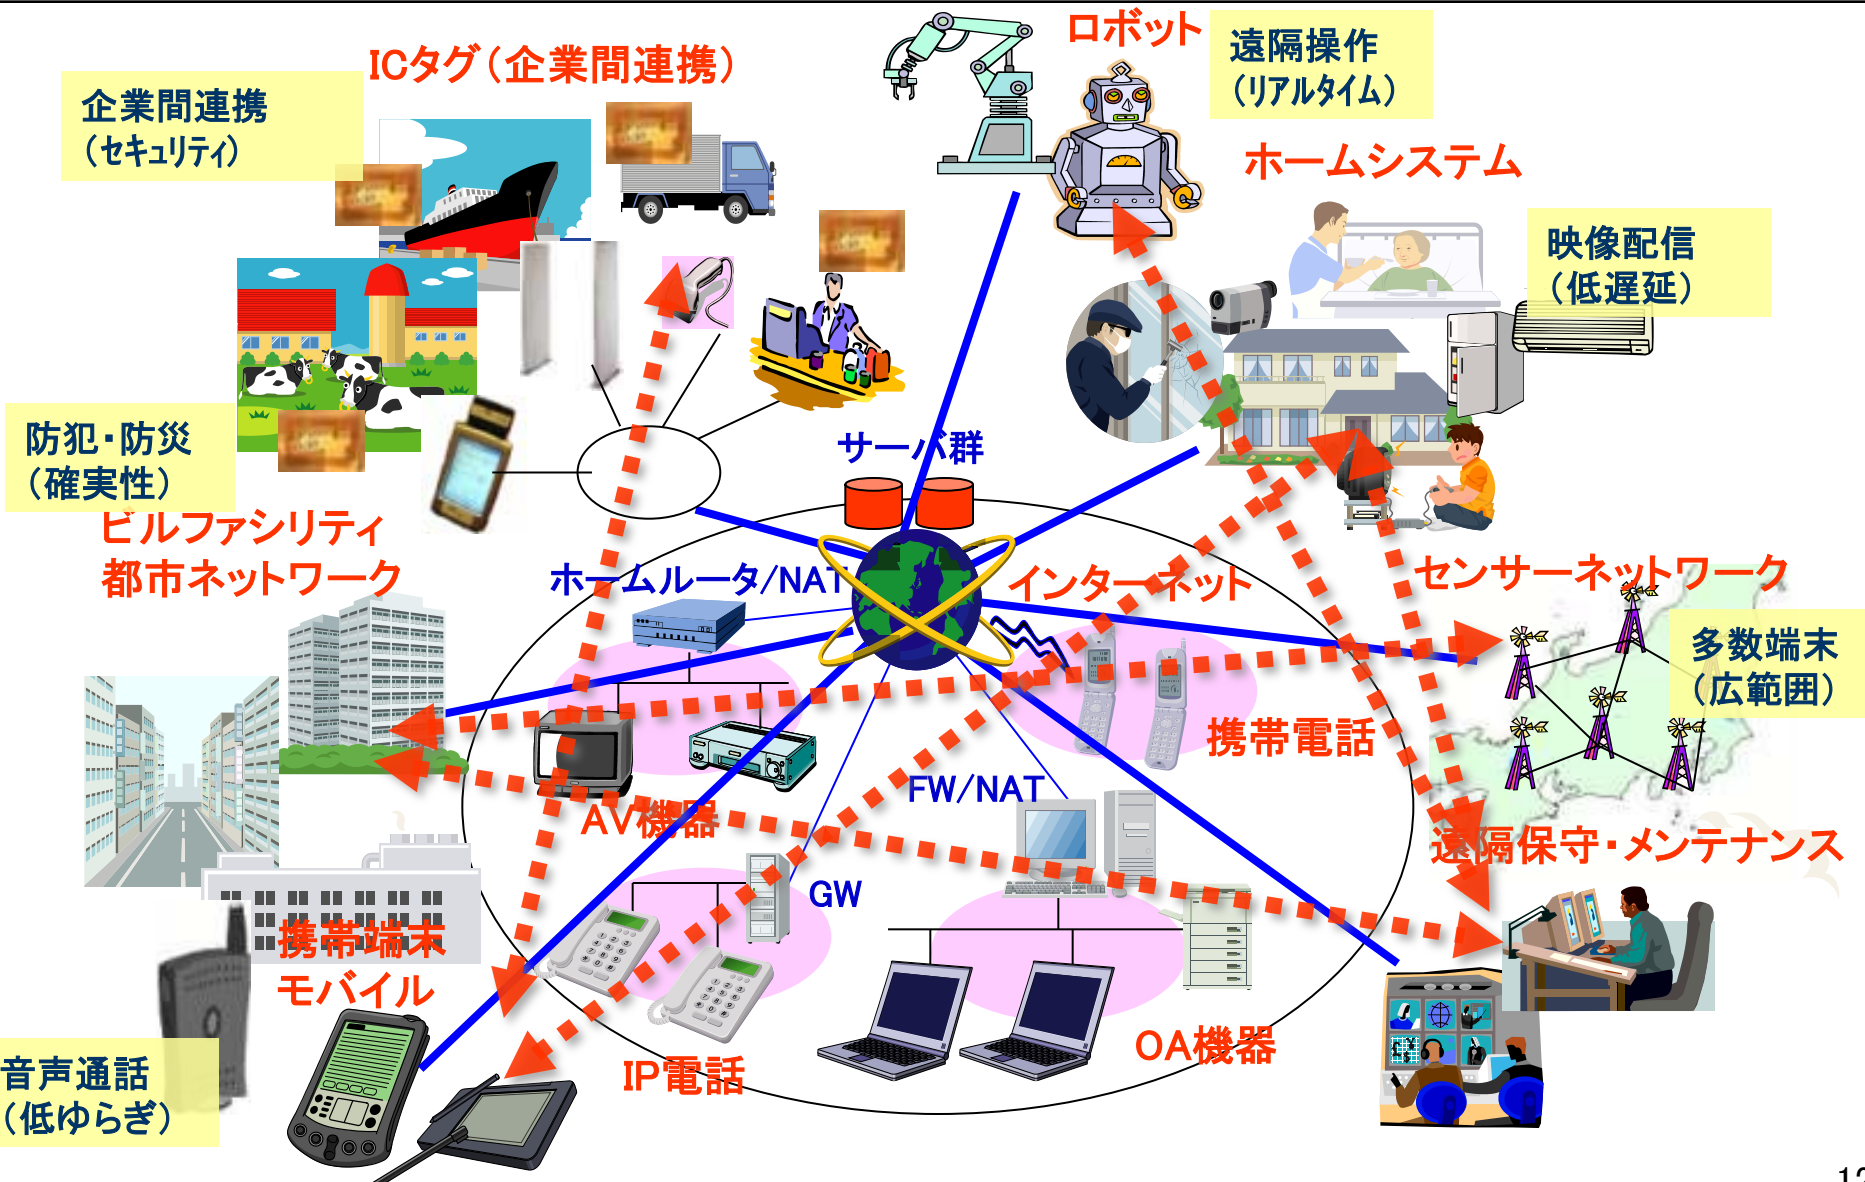 ICタグ（企業間連携）
ロボット
遠隔操作
（リアルタイム）
企業間連携
（セキュリティ）
ホームシステム
映像配信
（低遅延）
防犯・防災
（確実性）
サーバ群
ビルファシリティ
都市ネットワーク
ホームルータ/NAT
インターネット
センサーネットワーク
多数端末
（広範囲）
携帯電話
FW/NAT
AV機器
遠隔保守・メンテナンス
GW
携帯端末
モバイル
OA機器
IP電話
音声通話
（低ゆらぎ）